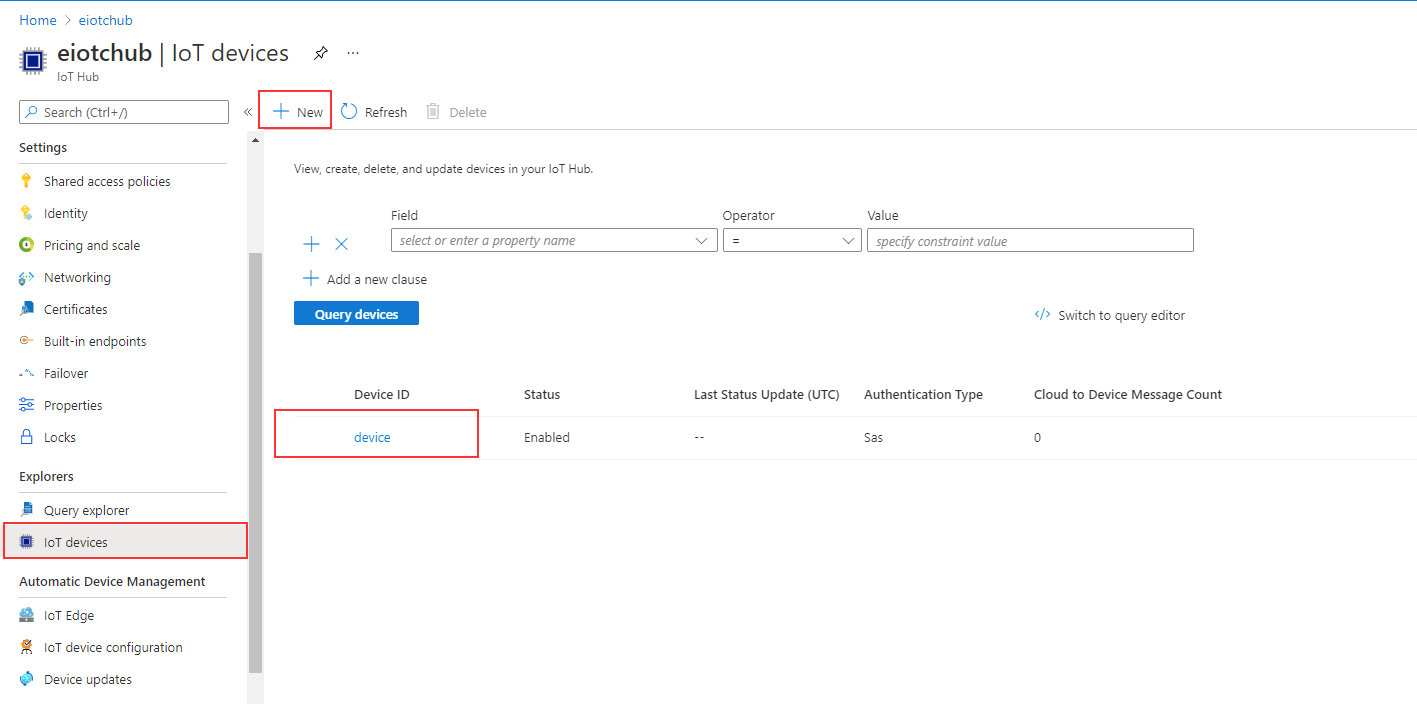 Home > eiotchub
eiotchub | IoT devices ...
IoT Hub
Search (Ctrl+/) «
New Refresh Delete
Settings
Shared access policies
Identity
Pricing and scale
Networking
Certificates
Built-in endpoints
Failover
Properties
Locks
Explorers
Query explorer
IoT devices
Automatic Device Management
IoT Edge
IoT device configuration
Device updates
View, create, delete, and update devices in your IoT Hub.
Field Operator Value
select or enter a property name = specify constraint value
Add a new clause
Query devices </> Switch to query editor
Device ID Status Last Status Update (UTC) Authentication Type Cloud to Device Message Count
device Enabled -- Sas 0